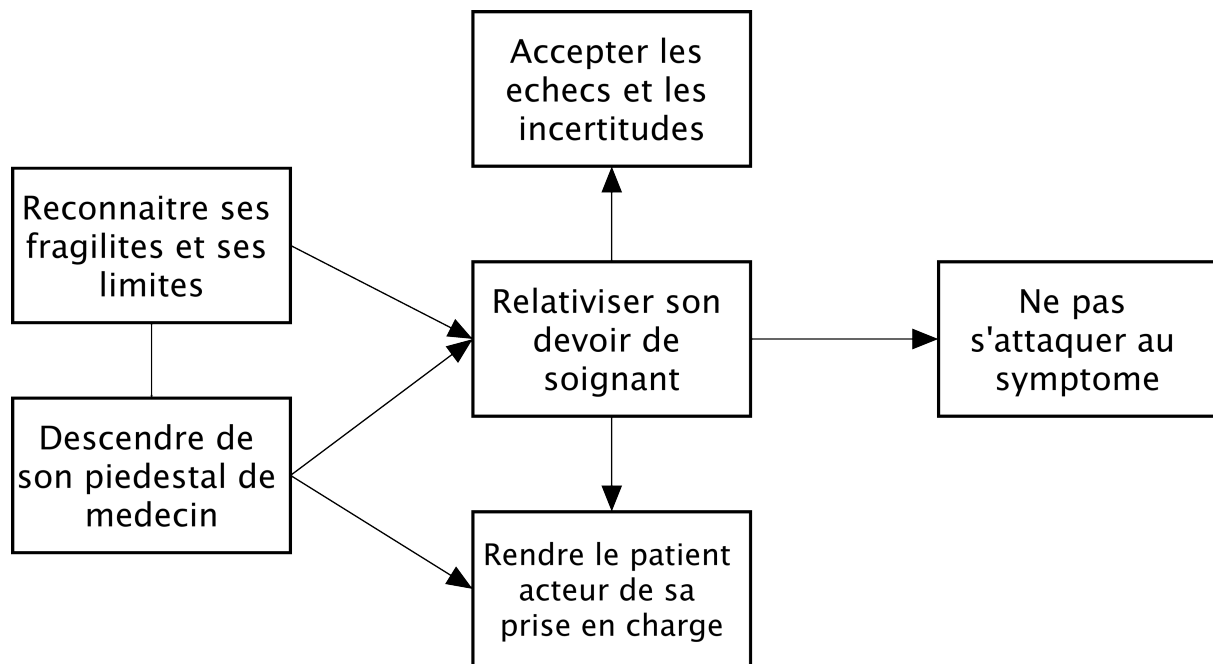 Accepter les
echecs et les
incertitudes
Reconnaitre ses
fragilites et ses
limites
Relativiser son
devoir de
soignant
Ne pas
s'attaquer au
symptome
Descendre de
son piedestal de
medecin
Rendre le patient
acteur de sa
prise en charge